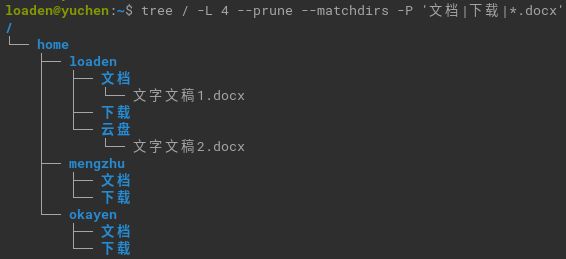 loaden@yuchen:~$ tree / -L 4 --prune --matchdirs -P '文档|下载|*.docx'
/
└── home
    ├── loaden
    │   ├── 文档
    │   │   └── 文字文稿1.docx
    │   ├── 下载
    │   └── 云盘
    │       └── 文字文稿2.docx
    ├── mengzhu
    │   ├── 文档
    │   └── 下载
    └── okayen
        ├── 文档
        └── 下载